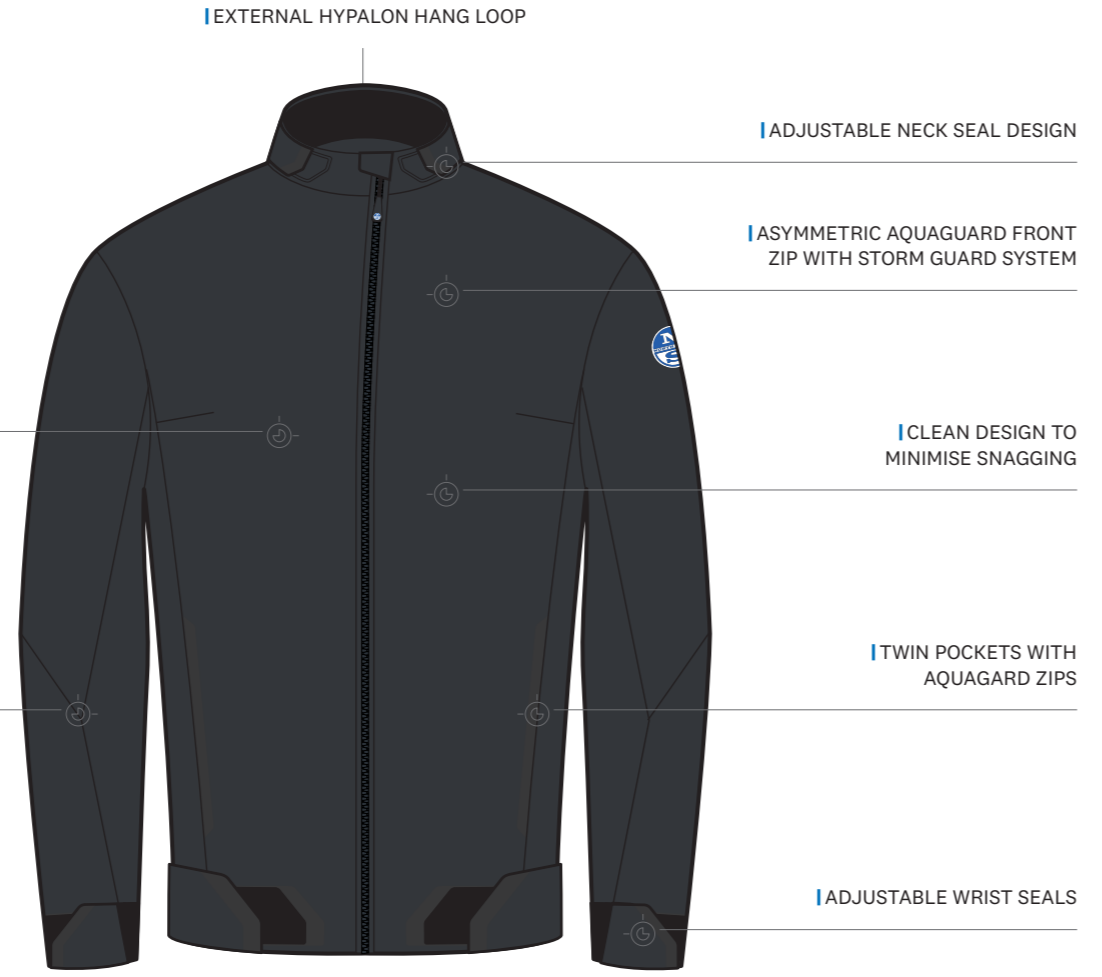 EXTERNAL HYPALON HANG LOOP
ADJUSTABLE NECK SEAL DESIGN
ASYMMETRIC AQUAGUARD FRONT
ZIP WITH STORM GUARD SYSTEM
CLEAN DESIGN TO
MINIMISE SNAGGING
TWIN POCKETS WITH
AQUAGARD ZIPS
ADJUSTABLE WRIST SEALS